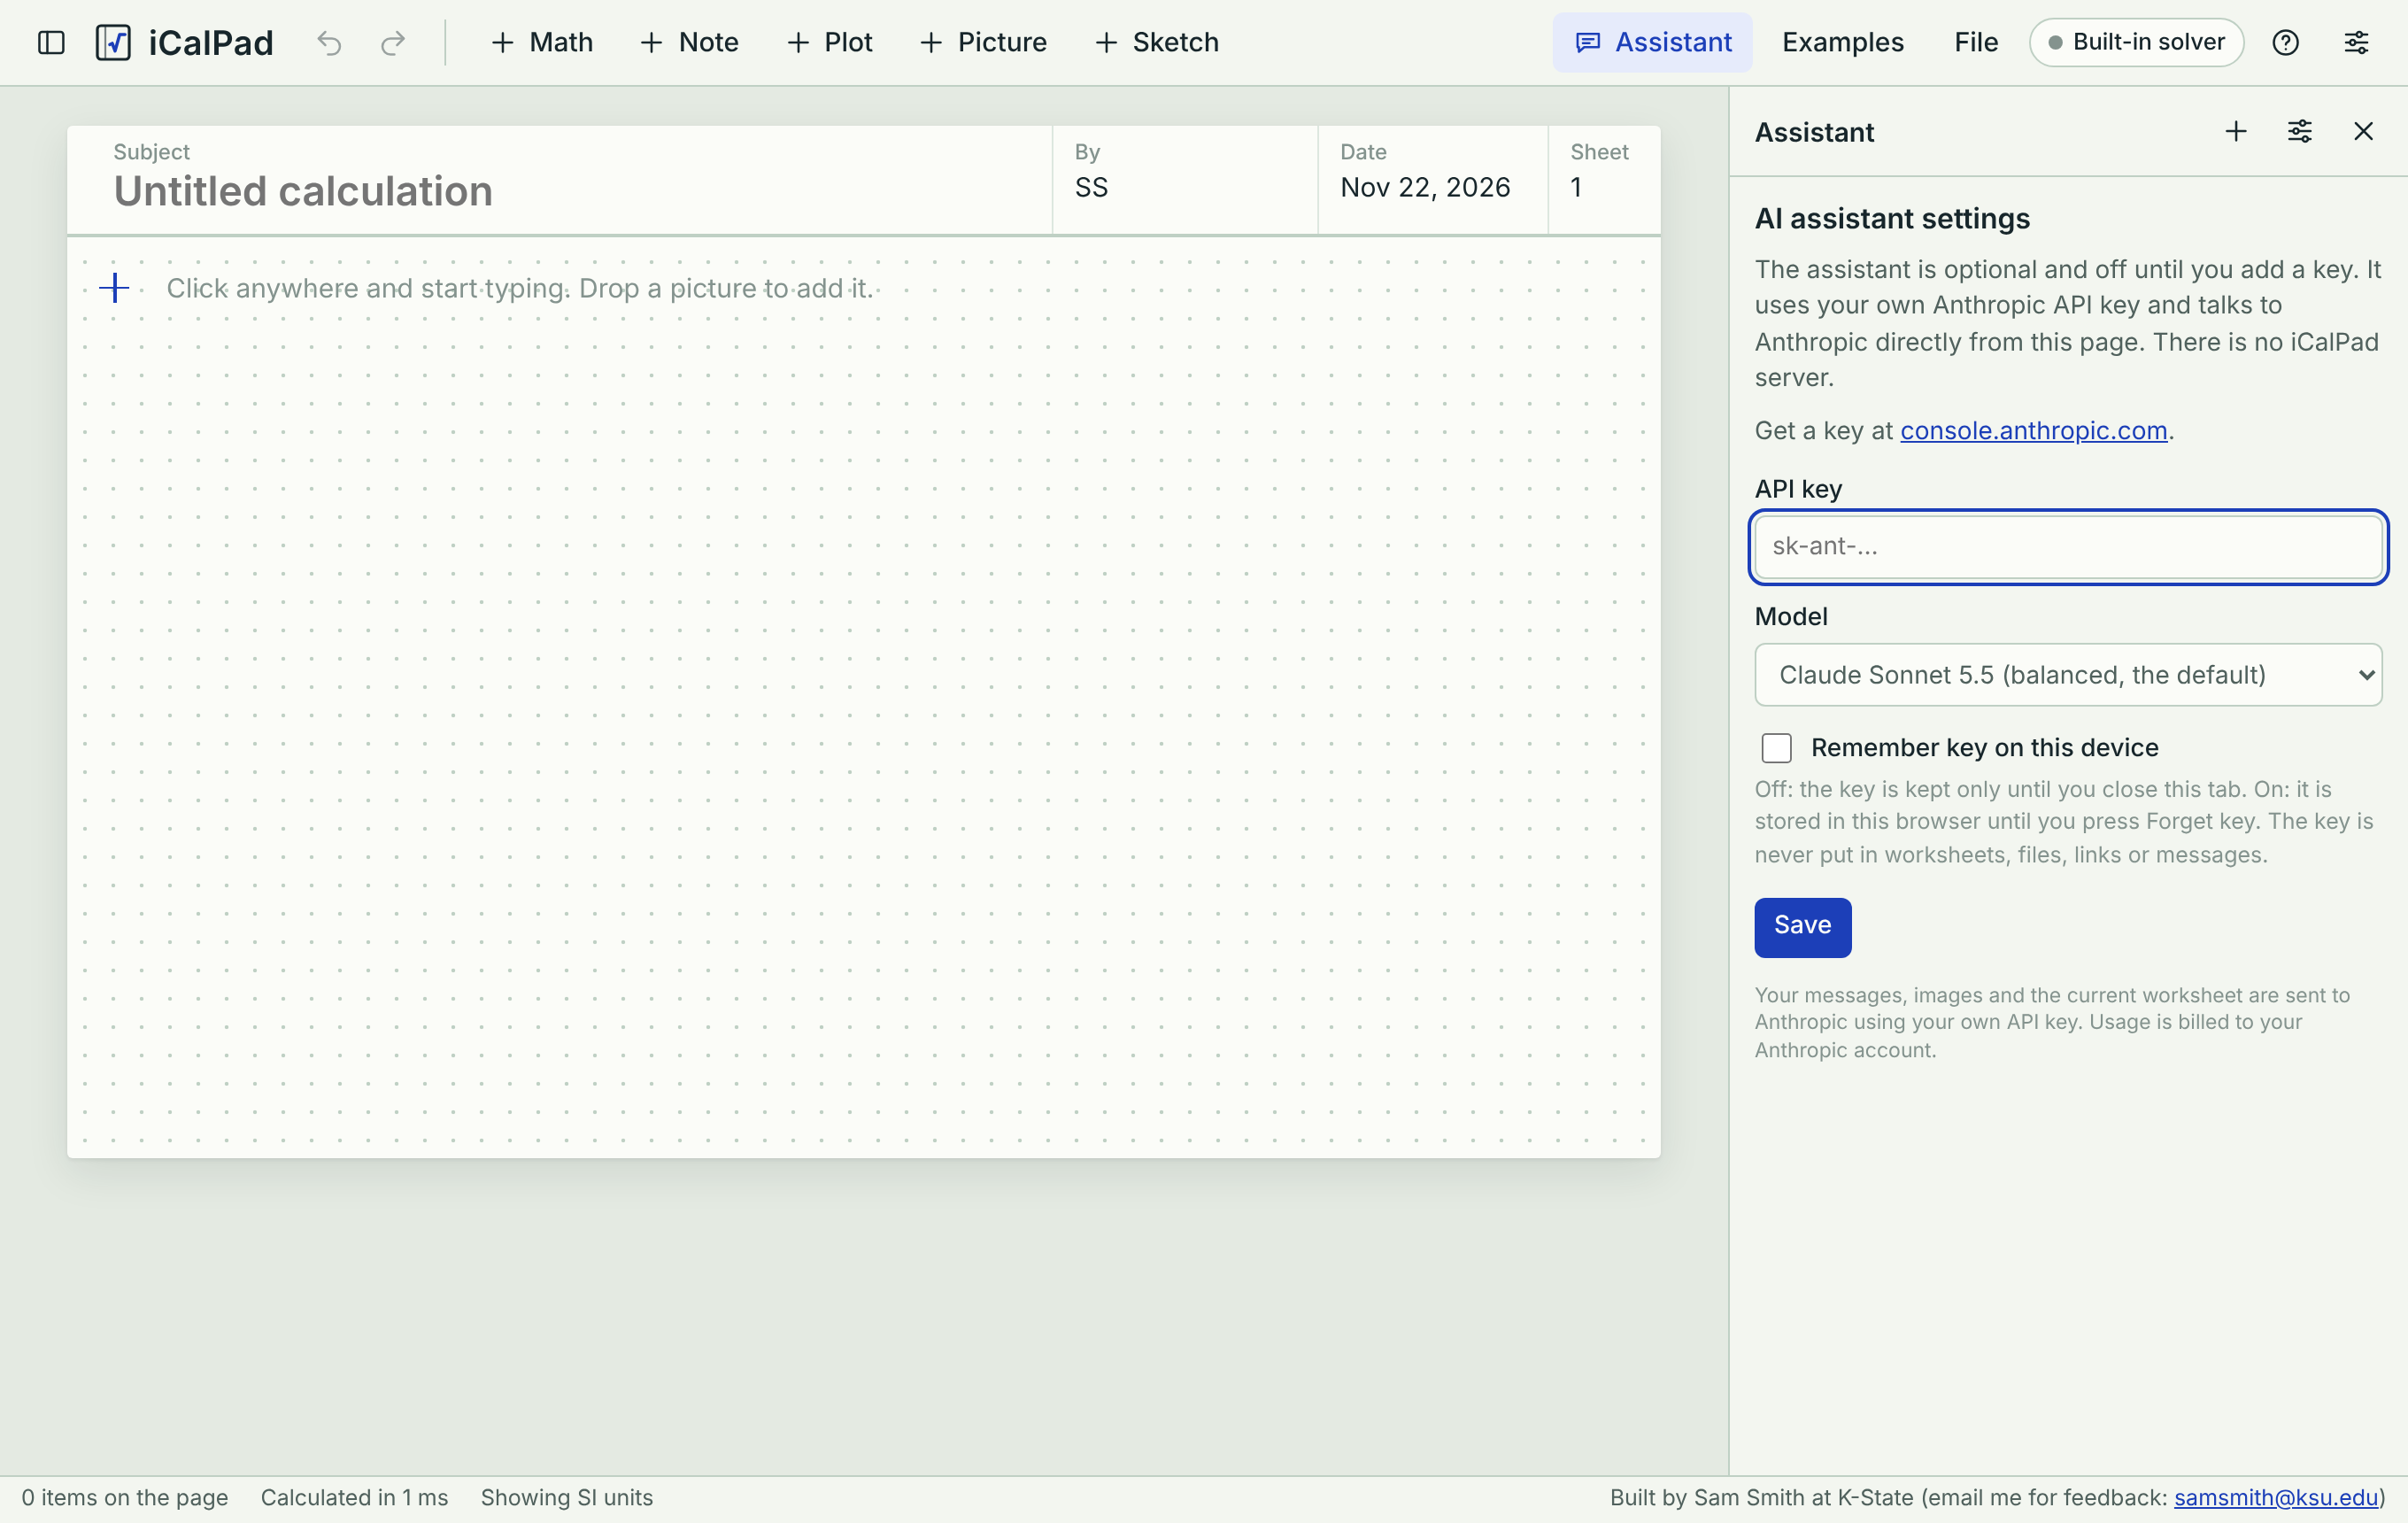 iCalPad
Math
Note
Plot
Picture
Sketch
Assistant
Examples
File
Built-in solver
Subject
Untitled calculation
By
SS
Date
Nov 22, 2026
Sheet
1
Click anywhere and start typing. Drop a picture to add it.
Assistant
AI assistant settings
The assistant is optional and off until you add a key. It
uses your own Anthropic API key and talks to
Anthropic directly from this page. There is no iCalPad
server.
Get a key at console.anthropic.com.
API key
sk-ant-...
Model
Claude Sonnet 5.5 (balanced, the default)
Remember key on this device
Off: the key is kept only until you close this tab. On: it is
stored in this browser until you press Forget key. The key is
never put in worksheets, files, links or messages.
Save
Your messages, images and the current worksheet are sent to
Anthropic using your own API key. Usage is billed to your
Anthropic account.
0 items on the page
Calculated in 1 ms
Showing SI units
Built by Sam Smith at K-State (email me for feedback: samsmith@ksu.edu)